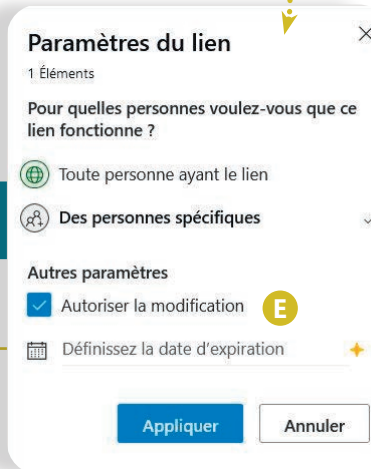 Paramètres du lien
1 Éléments
Pour quelles personnes voulez-vous que ce
lien fonctionne ?
Toute personne ayant le lien
Des personnes spécifiques
Autres paramètres
Autoriser la modification E
Définissez la date d'expiration
Appliquer Annuler